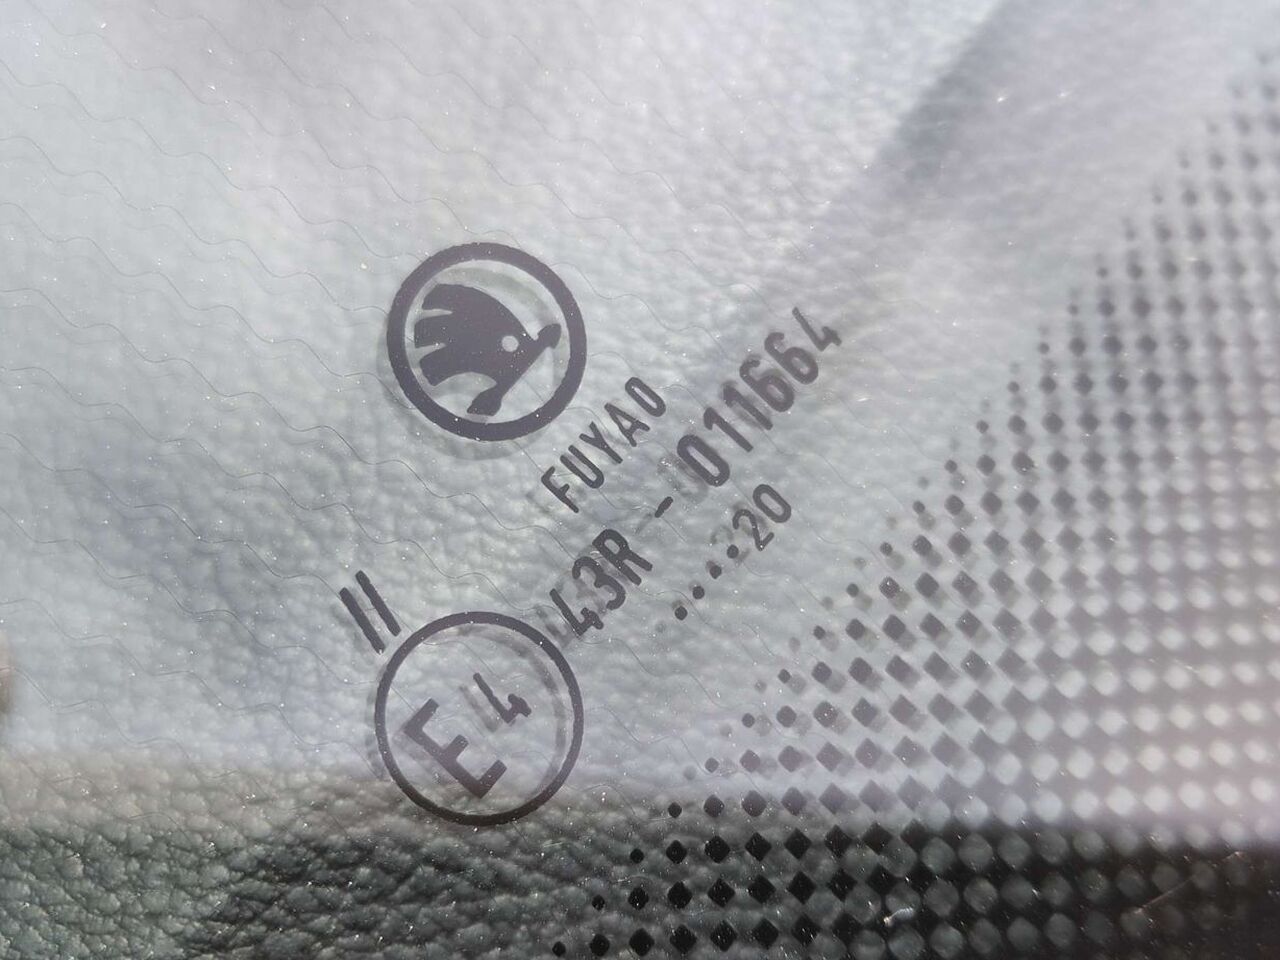 FUYAO
II
43R - 011664
E4
.. ..:20